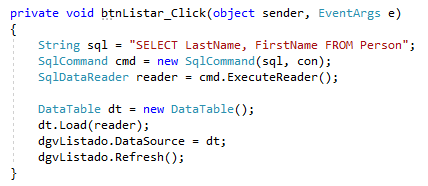 private void btnListar_Click(object sender, EventArgs e)
{
    String sql = "SELECT LastName, FirstName FROM Person";
    SqlCommand cmd = new SqlCommand(sql, con);
    SqlDataReader reader = cmd.ExecuteReader();

    DataTable dt = new DataTable();
    dt.Load(reader);
    dgvListado.DataSource = dt;
    dgvListado.Refresh();
}